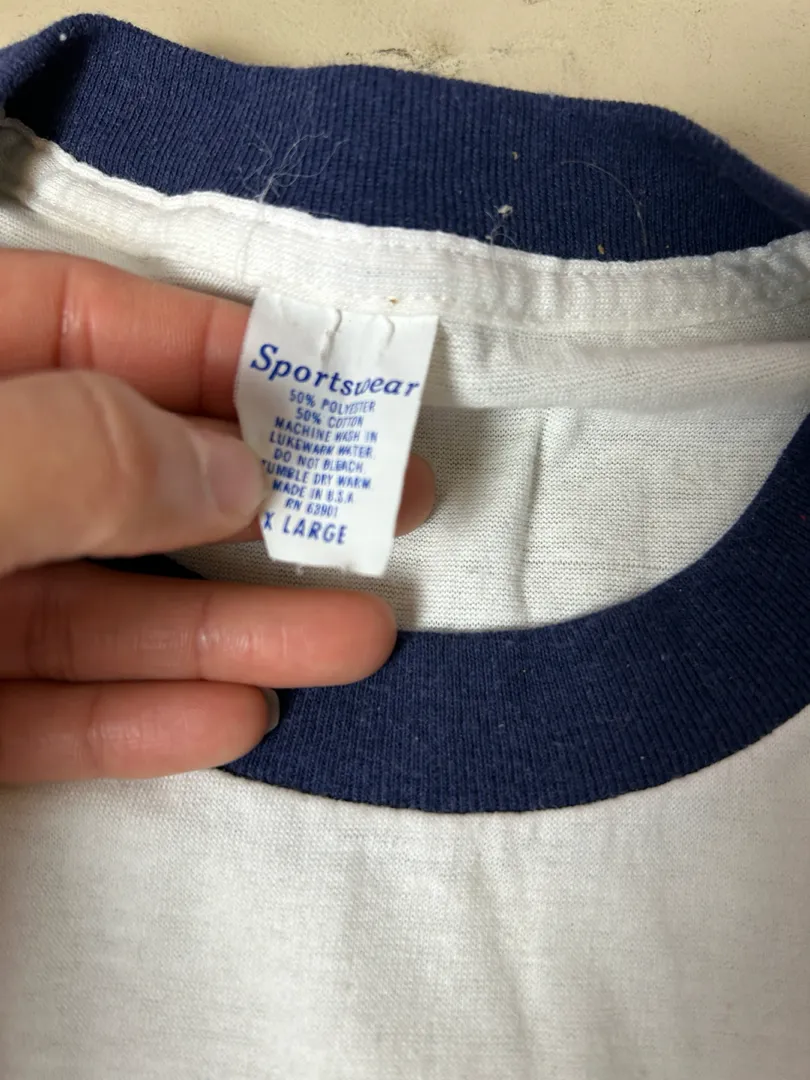 Sportswear
50% POLYESTER
50% COTTON
MACHINE WASH IN
LUKEWARM WATER.
DO NOT BLEACH.
TUMBLE DRY WARM.
MADE IN U.S.A
RN 63901
X LARGE